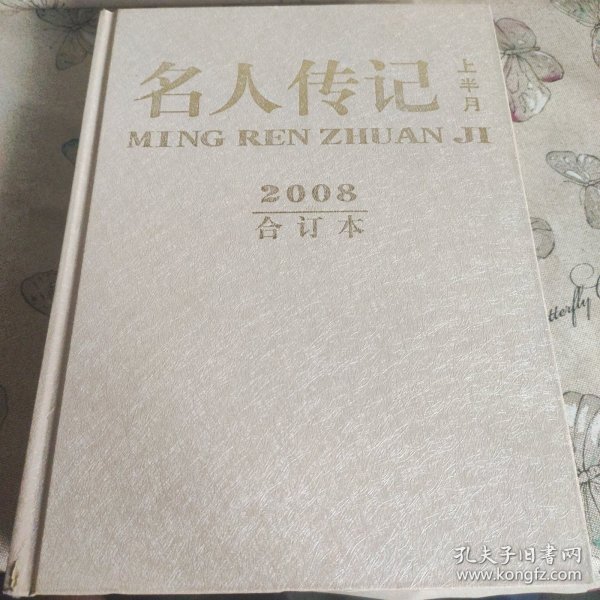 名人传记
上半月
MING REN ZHUAN JI
2008
合订本
tterfly
孔夫子旧书网
www.kongfz.com